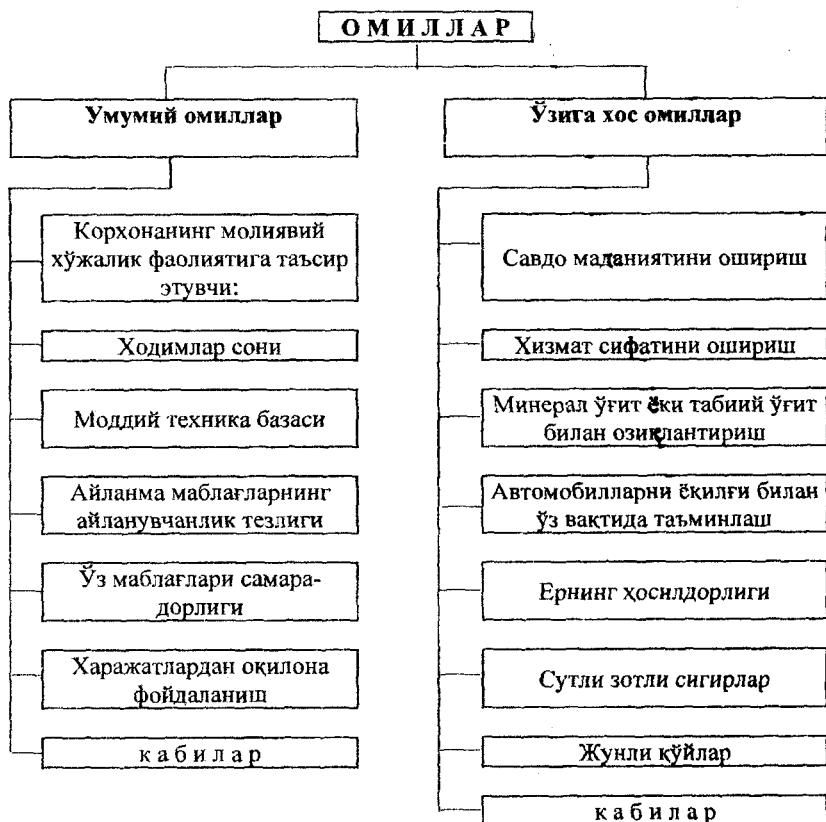 ОМИЛЛАР
Умумий омиллар
Корхонанинг молиявий
хўжалик фаолиятига таъсир
этувчи:
Ходимлар сони
Моддий техника базаси
Айланма маблағларнинг
айланувчанлик тезлиги
Ўз маблағлари самара-
дорлиги
Харажатлардан оқилона
фойдаланиш
кабилар
Ўзига хос омиллар
Савдо маданиятини ошириш
Хизмат сифатини ошириш
Минерал ўғит ёки табиий ўғит
билан озиқлантириш
Автомобилларни ёқилғи билан
ўз вақтида таъминлаш
Ернинг ҳосилдорлиги
Сутли зотли сигирлар
Жунли қўйлар
кабилар